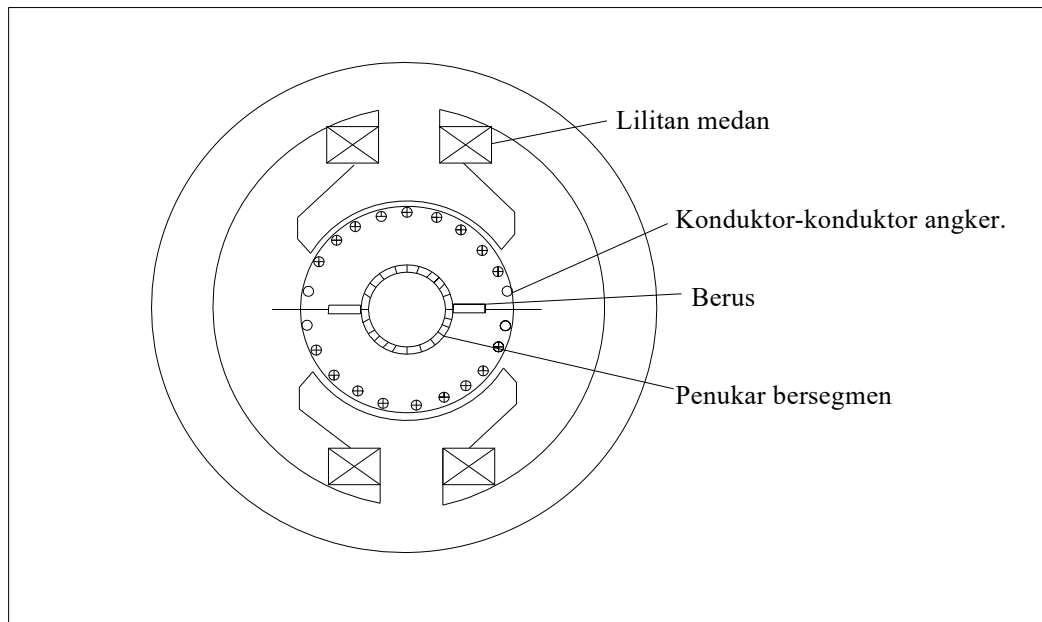 Lilitan medan
Konduktor-konduktor angker.
Berus
Penukar bersegmen